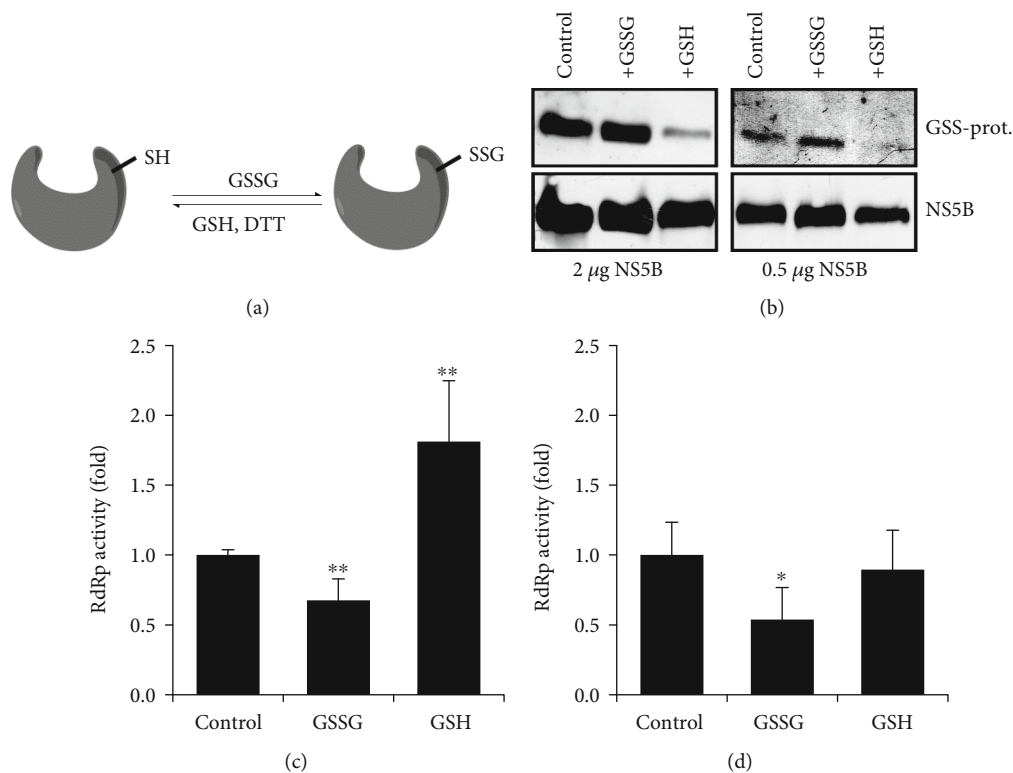 SH
GSSG
GSH, DTT
SSG
(a)
Control
+GSSG
+GSH
Control
+GSSG
+GSH
GSS-prot.
NS5B
2 μg NS5B
0.5 μg NS5B
(b)
RdRp activity (fold)
2.5
2.0
1.5
1.0
0.5
0.0
**
**
Control
GSSG
GSH
(c)
RdRp activity (fold)
2.5
2.0
1.5
1.0
0.5
0.0
*
Control
GSSG
GSH
(d)